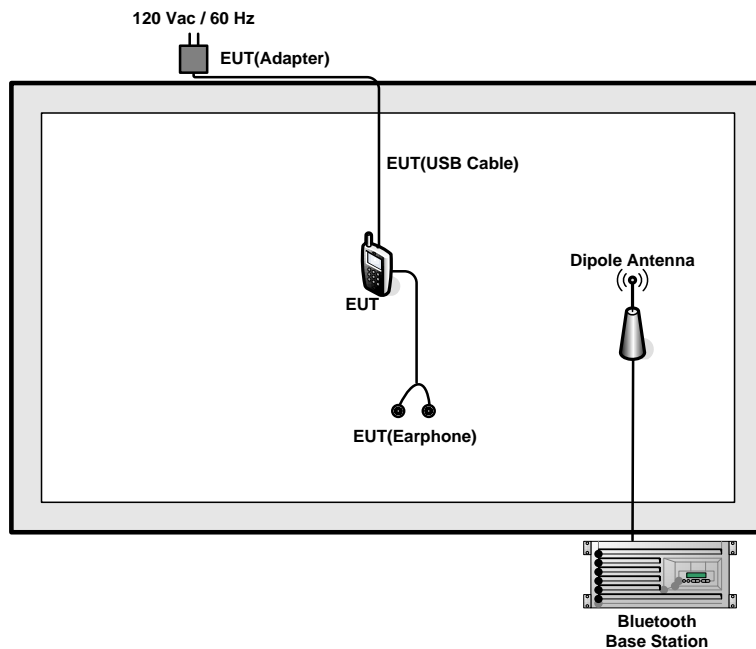 120 Vac / 60 Hz
EUT(Adapter)
EUT(USB Cable)
Dipole Antenna
EUT
EUT(Earphone)
Bluetooth
Base Station